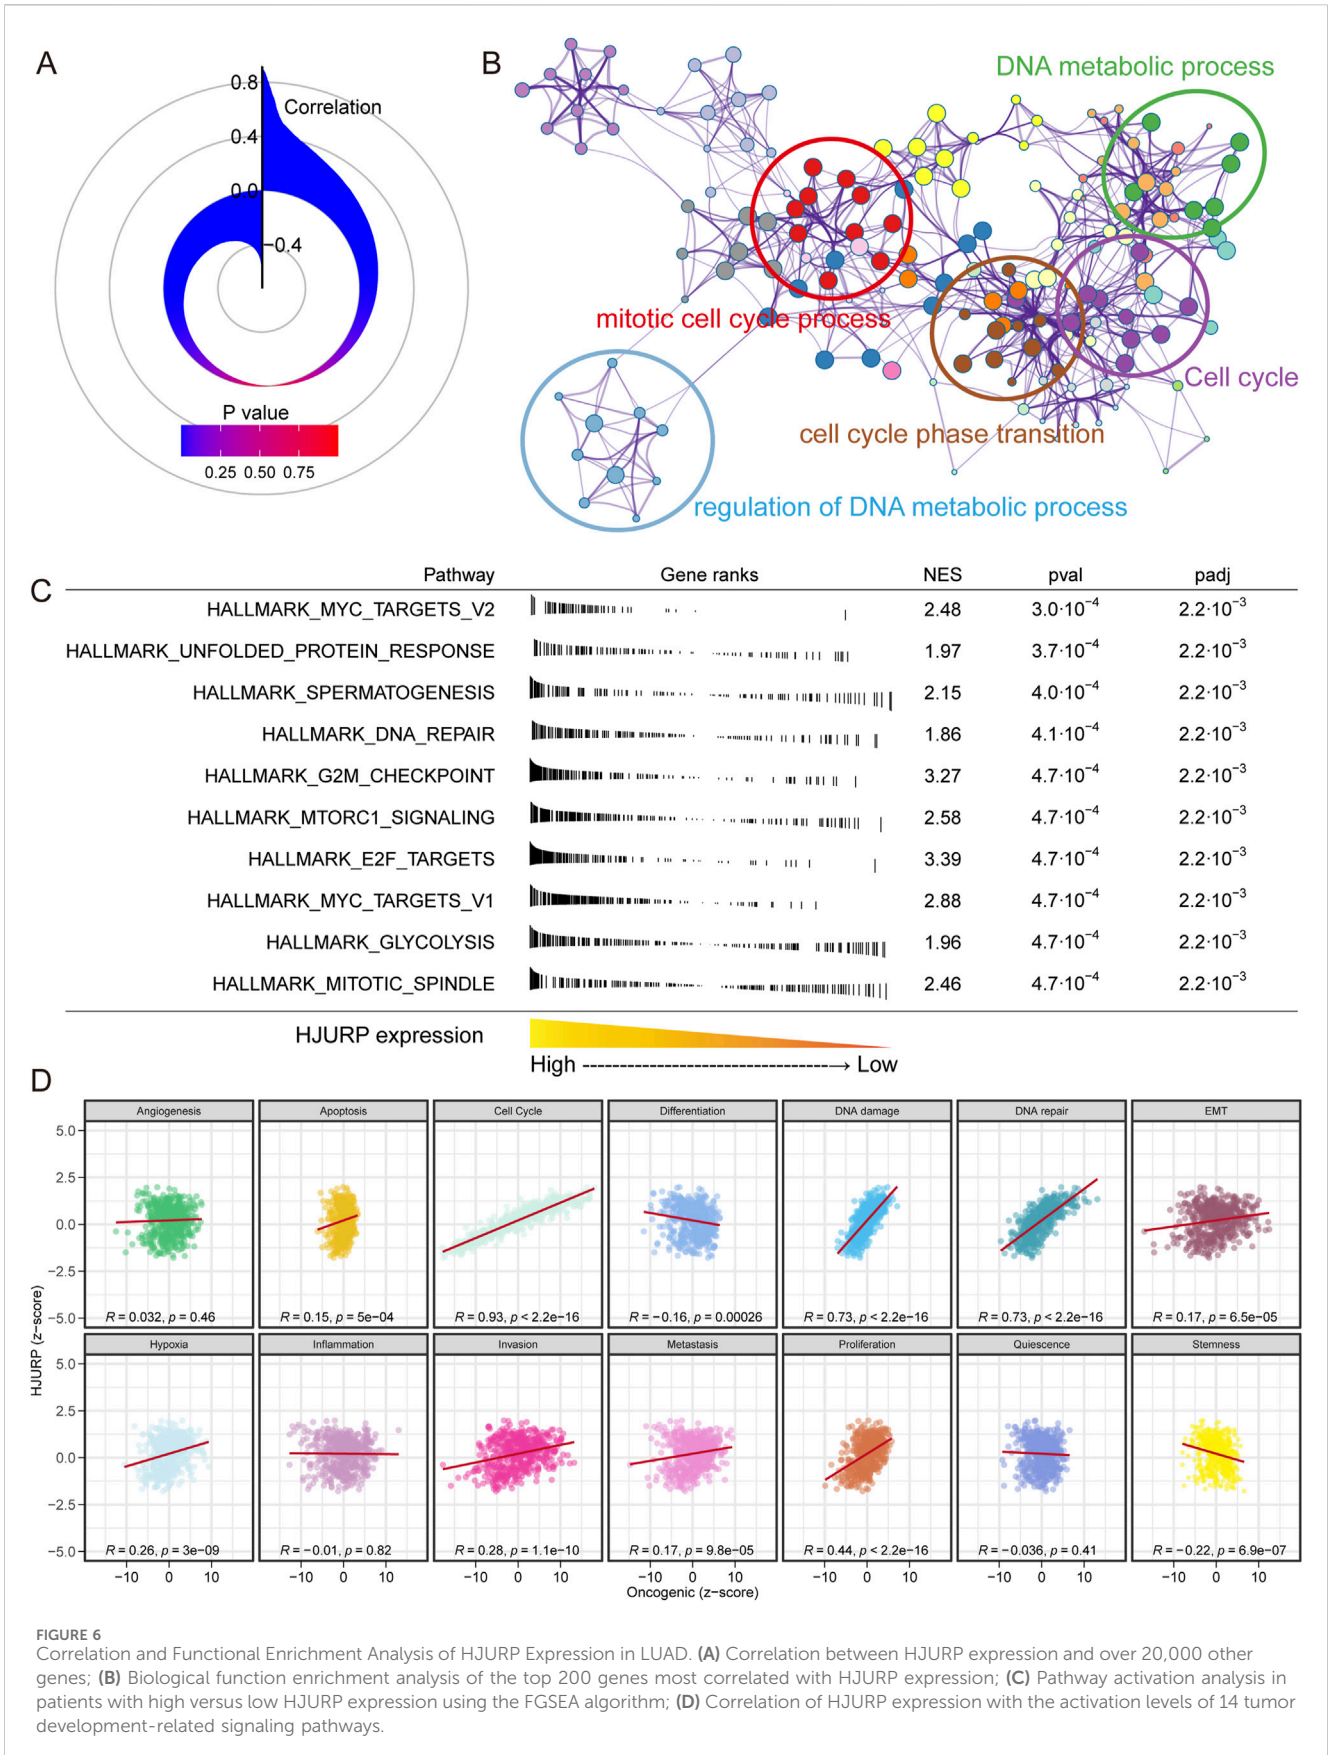 A
0.8
Correlation
0.4
0.0
−0.4
P value
0.25 0.50 0.75
B
DNA metabolic process
mitotic cell cycle process
Cell cycle
cell cycle phase transition
regulation of DNA metabolic process
C
Pathway Gene ranks NES pval padj
HALLMARK_MYC_TARGETS_V2 2.48 3.0·10−4 2.2·10−3
HALLMARK_UNFOLDED_PROTEIN_RESPONSE 1.97 3.7·10−4 2.2·10−3
HALLMARK_SPERMATOGENESIS 2.15 4.0·10−4 2.2·10−3
HALLMARK_DNA_REPAIR 1.86 4.1·10−4 2.2·10−3
HALLMARK_G2M_CHECKPOINT 3.27 4.7·10−4 2.2·10−3
HALLMARK_MTORC1_SIGNALING 2.58 4.7·10−4 2.2·10−3
HALLMARK_E2F_TARGETS 3.39 4.7·10−4 2.2·10−3
HALLMARK_MYC_TARGETS_V1 2.88 4.7·10−4 2.2·10−3
HALLMARK_GLYCOLYSIS 1.96 4.7·10−4 2.2·10−3
HALLMARK_MITOTIC_SPINDLE 2.46 4.7·10−4 2.2·10−3
HJURP expression
High Low
D
Angiogenesis Apoptosis Cell Cycle Differentiation DNA damage DNA repair EMT
5.0
2.5
0.0
−2.5
−5.0
R = 0.032, p = 0.46 R = 0.15, p = 5e−04 R = 0.93, p < 2.2e−16 R = −0.16, p = 0.00026 R = 0.73, p < 2.2e−16 R = 0.73, p < 2.2e−16 R = 0.17, p = 6.5e−05
HJURP (z−score)
Hypoxia Inflammation Invasion Metastasis Proliferation Quiescence Stemness
5.0
2.5
0.0
−2.5
−5.0
R = 0.26, p = 3e−09 R = −0.01, p = 0.82 R = 0.28, p = 1.1e−10 R = 0.17, p = 9.8e−05 R = 0.44, p < 2.2e−16 R = −0.036, p = 0.41 R = −0.22, p = 6.9e−07
−10 0 10 −10 0 10 −10 0 10 −10 0 10 −10 0 10 −10 0 10 −10 0 10
Oncogenic (z−score)
FIGURE 6
Correlation and Functional Enrichment Analysis of HJURP Expression in LUAD. (A) Correlation between HJURP expression and over 20,000 other
genes; (B) Biological function enrichment analysis of the top 200 genes most correlated with HJURP expression; (C) Pathway activation analysis in
patients with high versus low HJURP expression using the FGSEA algorithm; (D) Correlation of HJURP expression with the activation levels of 14 tumor
development-related signaling pathways.